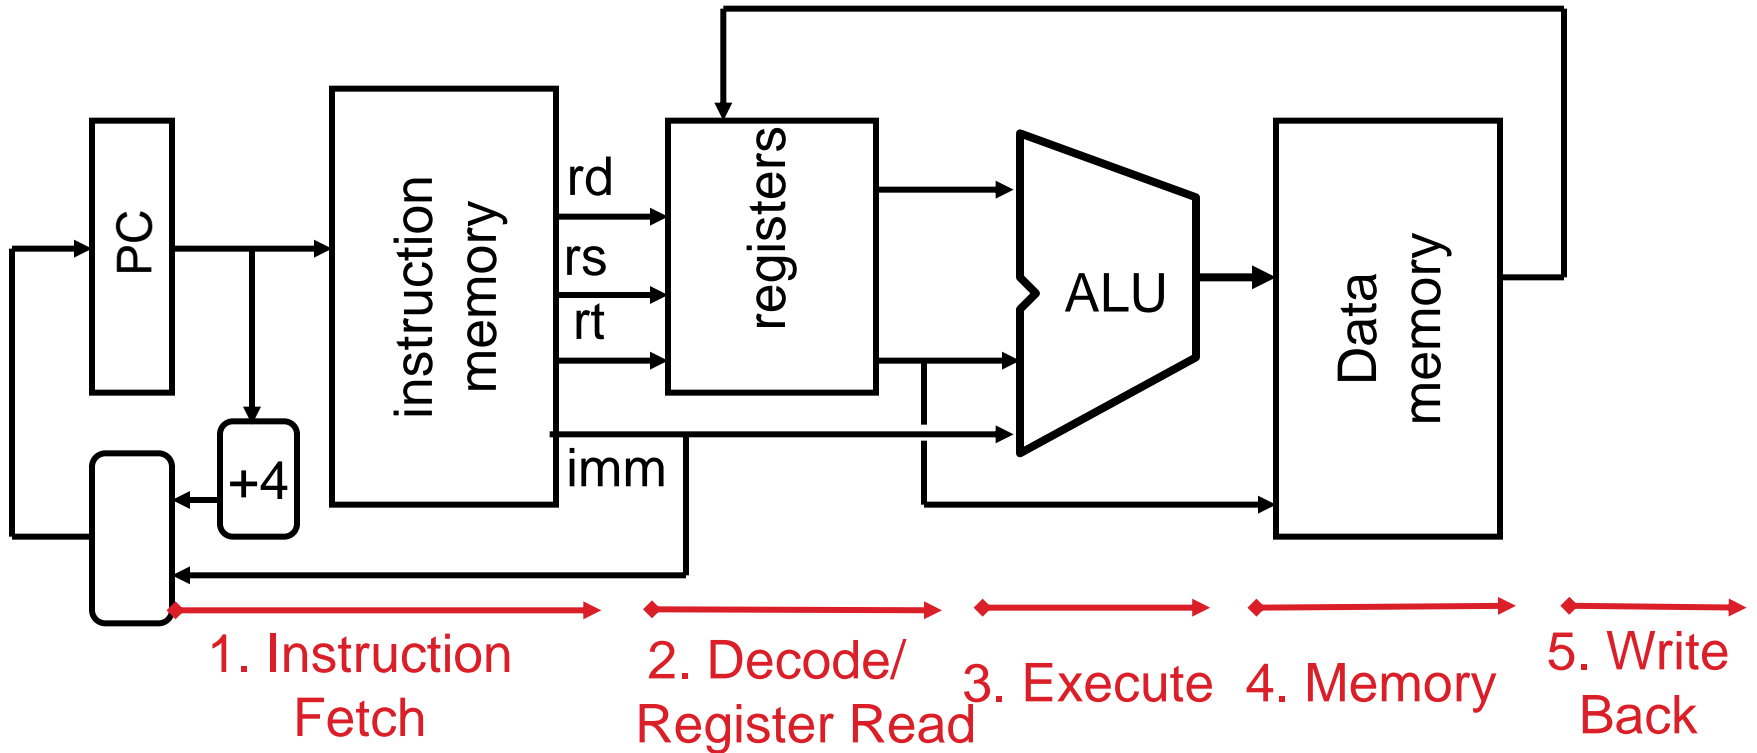 PC
+4
instruction
memory
rd
rs
rt
imm
registers
ALU
Data
memory
1. Instruction
Fetch
2. Decode/
Register Read
3. Execute
4. Memory
5. Write
Back